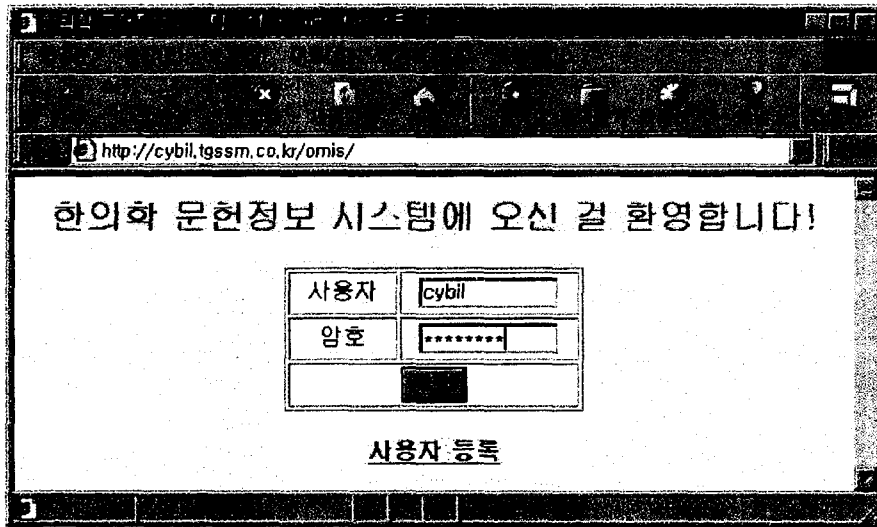 http://cybil.tgssm.co.kr/omis/
한의학 문헌정보 시스템에 오신 걸 환영합니다!
사용자 cybil
암호 ********
사용자 등록